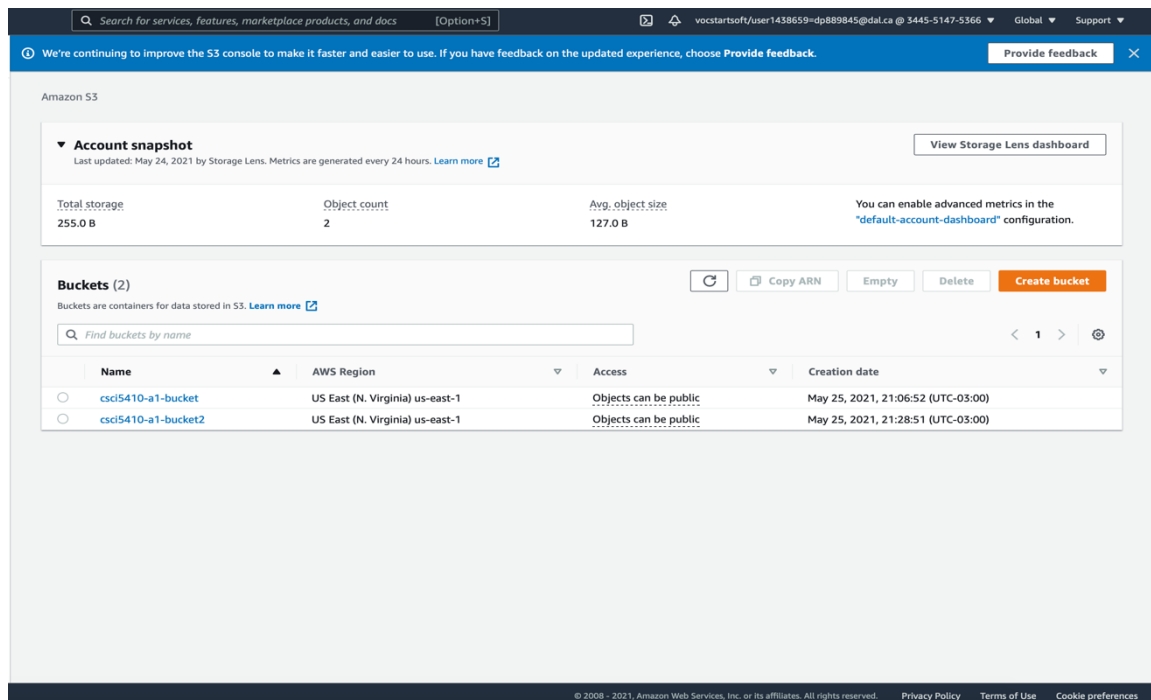 Search for services, features, marketplace products, and docs [Option+S] vocstartsoft/user1438659=dp889845@dal.ca @ 3445-5147-5366 ▼ Global ▼ Support ▼
We're continuing to improve the S3 console to make it faster and easier to use. If you have feedback on the updated experience, choose Provide feedback. Provide feedback
Amazon S3
Account snapshot View Storage Lens dashboard
Last updated: May 24, 2021 by Storage Lens. Metrics are generated every 24 hours. Learn more
Total storage Object count Avg. object size You can enable advanced metrics in the
255.0 B 2 127.0 B "default-account-dashboard" configuration.
Buckets (2) Copy ARN Empty Delete Create bucket
Buckets are containers for data stored in S3. Learn more
Find buckets by name 1
Name AWS Region Access Creation date
csci5410-a1-bucket US East (N. Virginia) us-east-1 Objects can be public May 25, 2021, 21:06:52 (UTC-03:00)
csci5410-a1-bucket2 US East (N. Virginia) us-east-1 Objects can be public May 25, 2021, 21:28:51 (UTC-03:00)
© 2008 - 2021, Amazon Web Services, Inc. or its affiliates. All rights reserved. Privacy Policy Terms of Use Cookie preferences